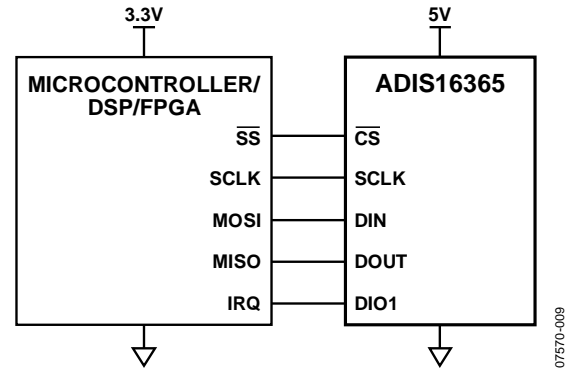 3.3V
5V
MICROCONTROLLER/
DSP/FPGA
ADIS16365
SS
CS
SCLK
SCLK
MOSI
DIN
MISO
DOUT
IRQ
DIO1
07570-009